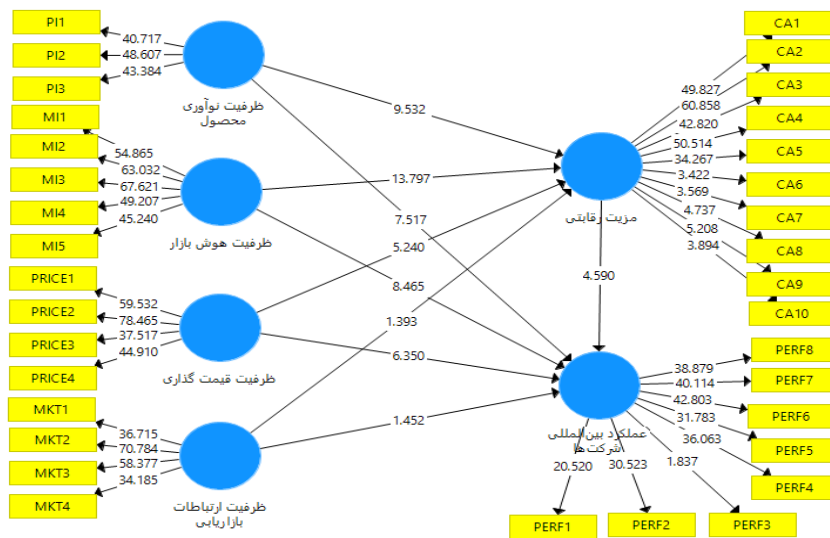 PI1
PI2
PI3
40.717
48.607
43.384
ظرفیت نوآوری
محصول
MI1
MI2
MI3
MI4
MI5
54.865
63.032
67.621
49.207
45.240
ظرفیت هوش بازار
PRICE1
PRICE2
PRICE3
PRICE4
59.532
78.465
37.517
44.910
ظرفیت قیمت گذاری
MKT1
MKT2
MKT3
MKT4
36.715
70.784
58.377
34.185
ظرفیت ارتباطات
بازاریابی
9.532
13.797
7.517
5.240
8.465
1.393
6.350
1.452
4.590
مزیت رقابتی
49.827
60.858
42.820
50.514
34.267
3.422
3.569
4.737
5.208
3.894
CA1
CA2
CA3
CA4
CA5
CA6
CA7
CA8
CA9
CA10
عملکرد بین‌المللی
شرکت‌ها
38.879
40.114
42.803
31.783
36.063
1.837
30.523
20.520
PERF8
PERF7
PERF6
PERF5
PERF4
PERF3
PERF2
PERF1